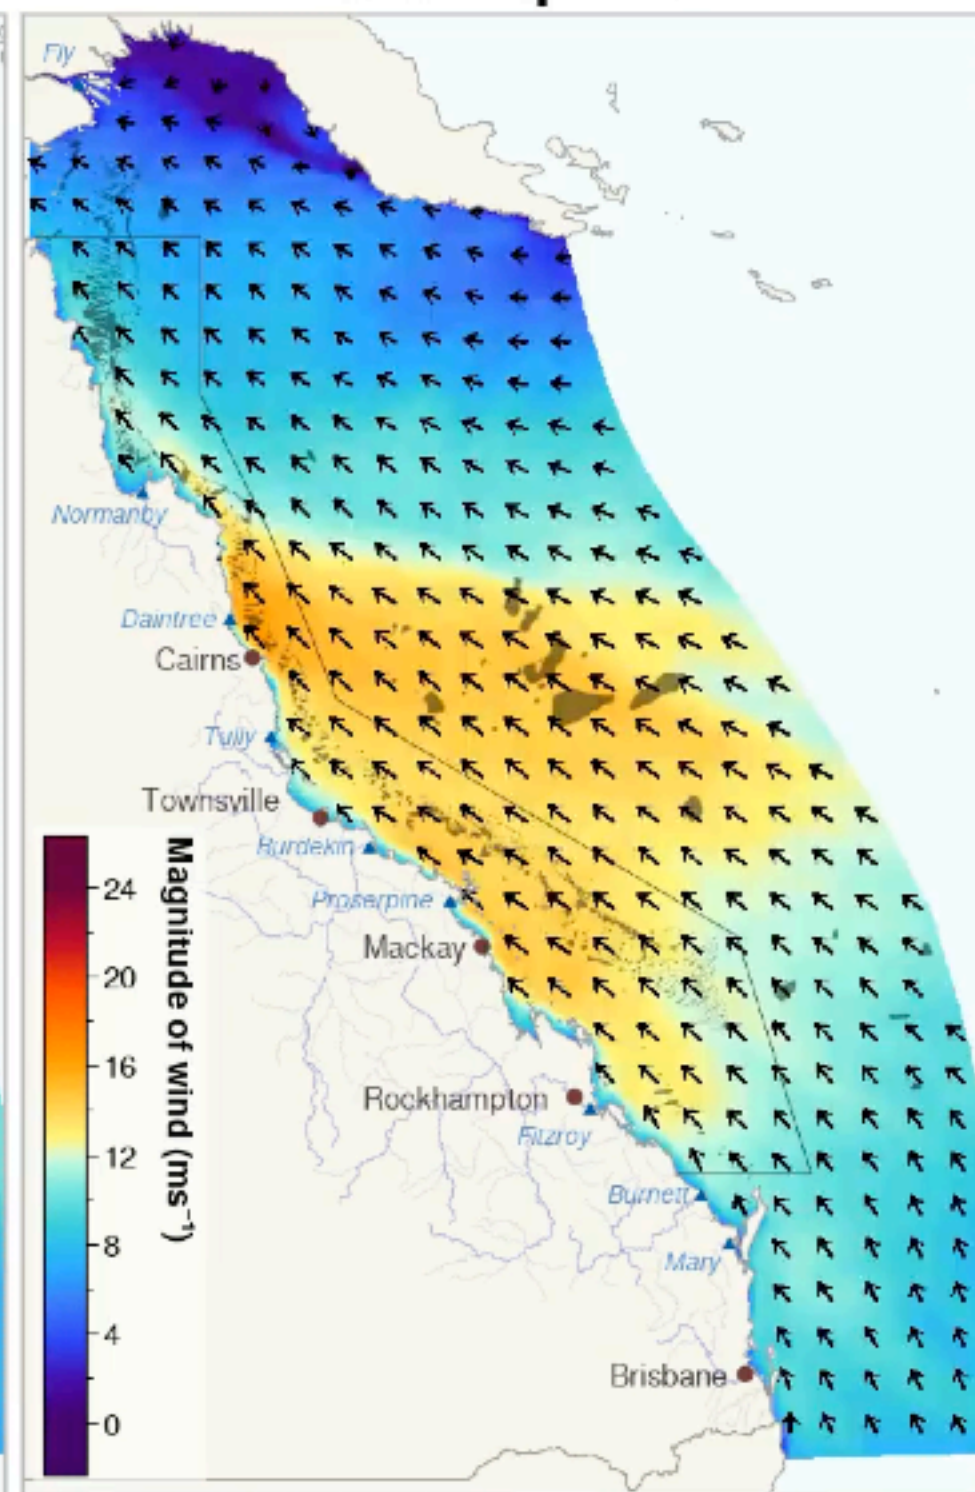 Fly
Normanby
Daintree
Cairns
Tully
Townsville
Burdekin
Proserpine
Mackay
Rockhampton
Fitzroy
Burnett
Mary
Brisbane
Magnitude of wind (ms⁻¹)
24
20
16
12
8
4
0